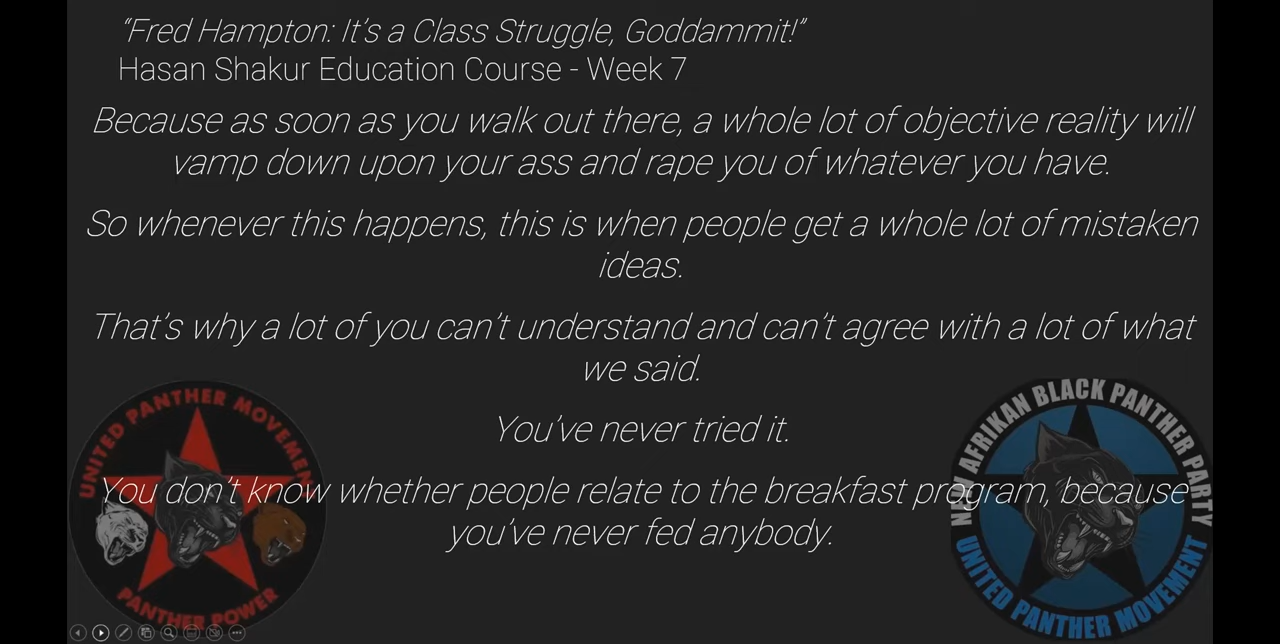 “Fred Hampton: It’s a Class Struggle, Goddammit!”
Hasan Shakur Education Course - Week 7
Because as soon as you walk out there, a whole lot of objective reality will
vamp down upon your ass and rape you of whatever you have.
So whenever this happens, this is when people get a whole lot of mistaken
ideas.
That’s why a lot of you can’t understand and can’t agree with a lot of what
we said.
You’ve never tried it.
You don’t know whether people relate to the breakfast program, because
you’ve never fed anybody.
UNITED PANTHER MOVEMENT
PANTHER POWER
NEW AFRIKAN BLACK PANTHER PARTY
UNITED PANTHER MOVEMENT